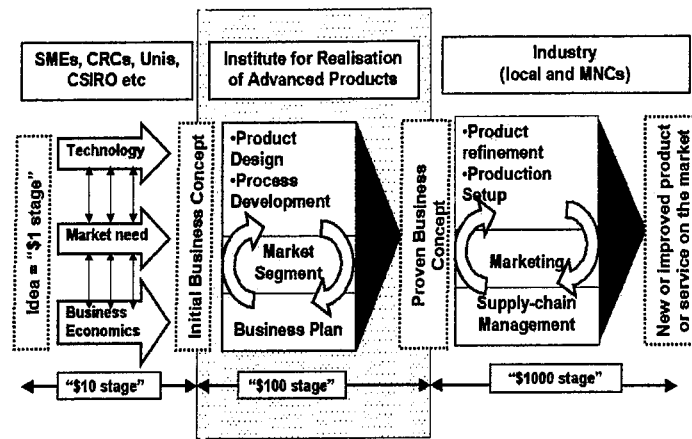 SMEs, CRCs, Unis,
CSIRO etc
Institute for Realisation
of Advanced Products
Industry
(local and MNCs)
Idea = "$1 stage"
Technology
Market need
Business
Economics
Initial Business Concept
•Product
Design
•Process
Development
Market
Segment
Business Plan
Proven Business
Concept
•Product
refinement
•Production
Setup
Marketing
Supply-chain
Management
New or improved product
or service on the market
"$10 stage"
"$100 stage"
"$1000 stage"